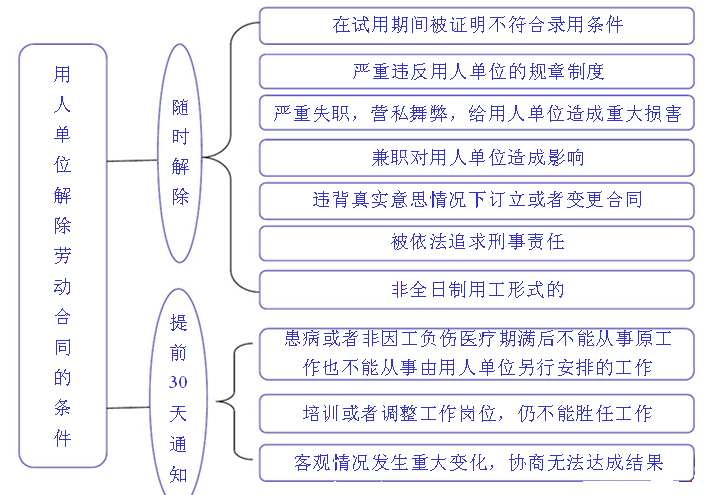 用人单位解除劳动合同的条件
随时解除
在试用期间被证明不符合录用条件
严重违反用人单位的规章制度
严重失职，营私舞弊，给用人单位造成重大损害
兼职对用人单位造成影响
违背真实意思情况下订立或者变更合同
被依法追求刑事责任
非全日制用工形式的
提前30天通知
患病或者非因工负伤医疗期满后不能从事原工
作也不能从事由用人单位另行安排的工作
培训或者调整工作岗位，仍不能胜任工作
客观情况发生重大变化，协商无法达成结果